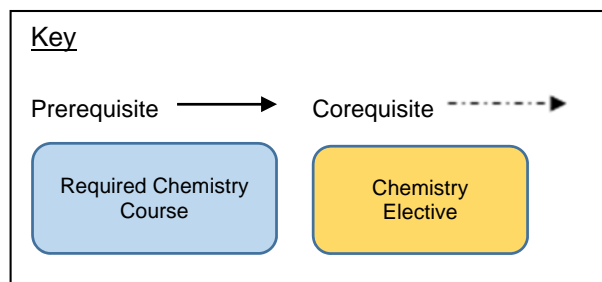 Key
Prerequisite
Corequisite
Required Chemistry
Course
Chemistry
Elective